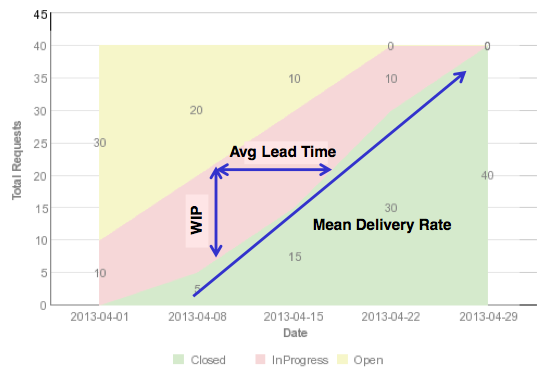 45
40 0 0
35 10 10
30
20
25 30
Avg Lead Time
20 40
15 WIP 30
Mean Delivery Rate
10 15
5 10
5
0
Total Requests
2013-04-01 2013-04-08 2013-04-15 2013-04-22 2013-04-29
Date
Closed InProgress Open